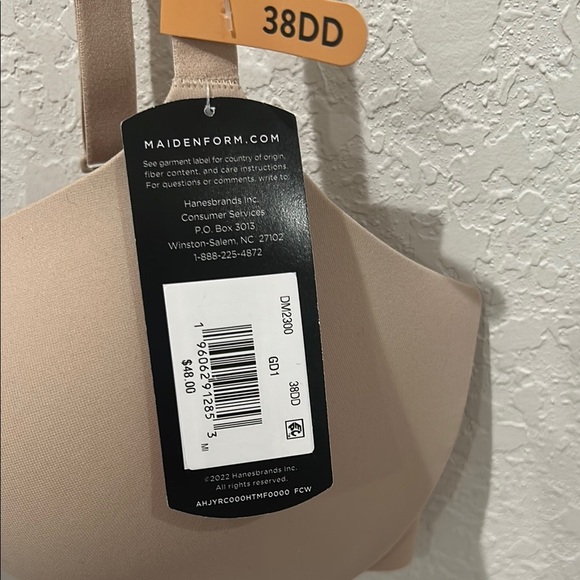 38DD
MAIDENFORM.COM
See garment label for country of origin,
fiber content, and care instructions.
For questions or comments, write to:
Hanesbrands Inc.
Consumer Services
P.O. Box 3013
Winston-Salem, NC 27102
1-888-225-4872
DM2300
GD1
38DD
1 96062 91285 3
MI
$48.00
©2022 Hanesbrands Inc.
All rights reserved.
AHJYRC000HTMF0000 FCW